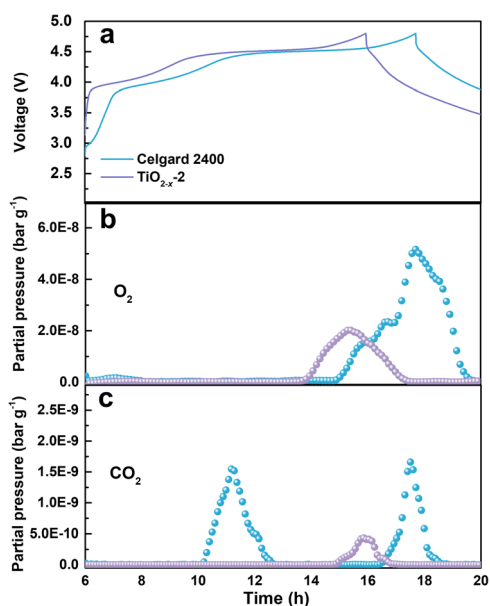 a
5.0
4.5
4.0
3.5
3.0
2.5
Voltage (V)
Celgard 2400
TiO₂₋ₓ-2
b
6.0E-8
4.0E-8
2.0E-8
0.0
Partial pressure (bar g⁻¹)
O₂
c
2.5E-9
2.0E-9
1.5E-9
1.0E-9
5.0E-10
0.0
Partial pressure (bar g⁻¹)
CO₂
6 8 10 12 14 16 18 20
Time (h)